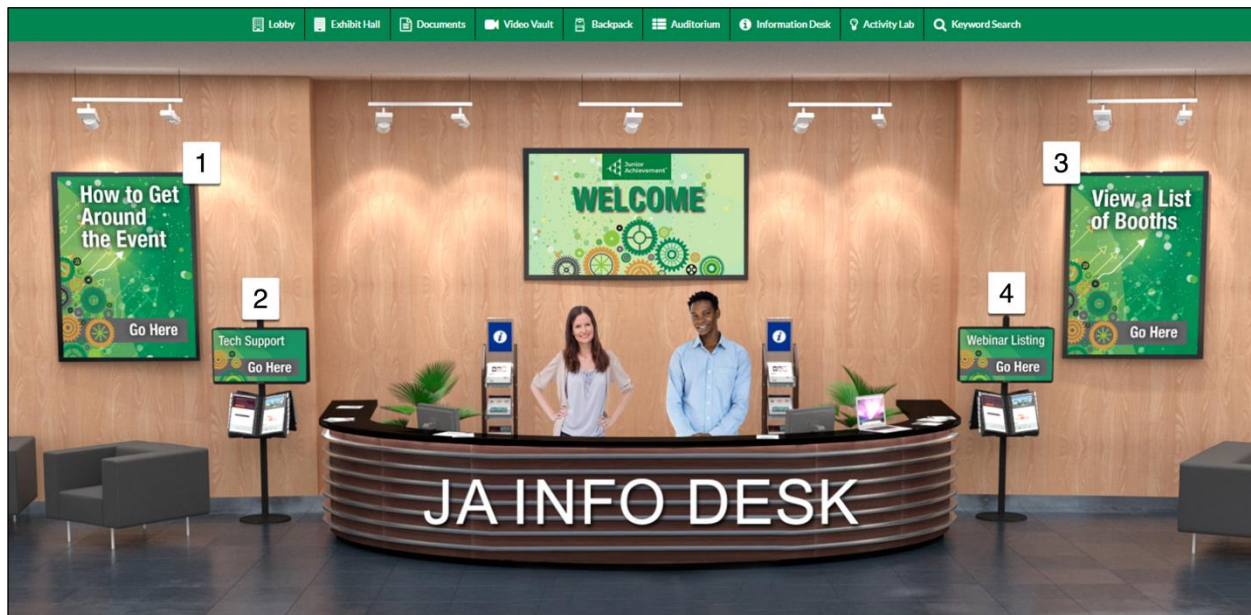 Lobby
Exhibit Hall
Documents
Video Vault
Backpack
Auditorium
Information Desk
Activity Lab
Keyword Search
1
How to Get
Around
the Event
Go Here
2
Tech Support
Go Here
Junior
Achievement
WELCOME
i
i
3
View a List
of Booths
Go Here
4
Webinar Listing
Go Here
JA INFO DESK